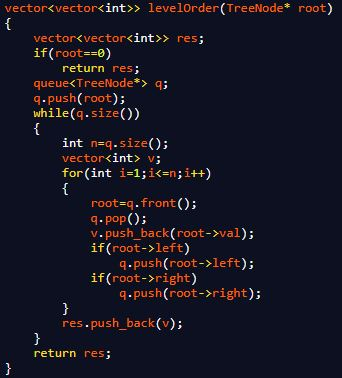 vector<vector<int>> levelOrder(TreeNode* root)
{
    vector<vector<int>> res;
    if(root==0)
        return res;
    queue<TreeNode*> q;
    q.push(root);
    while(q.size())
    {
        int n=q.size();
        vector<int> v;
        for(int i=1;i<=n;i++)
        {
            root=q.front();
            q.pop();
            v.push_back(root->val);
            if(root->left)
                q.push(root->left);
            if(root->right)
                q.push(root->right);
        }
        res.push_back(v);
    }
    return res;
}